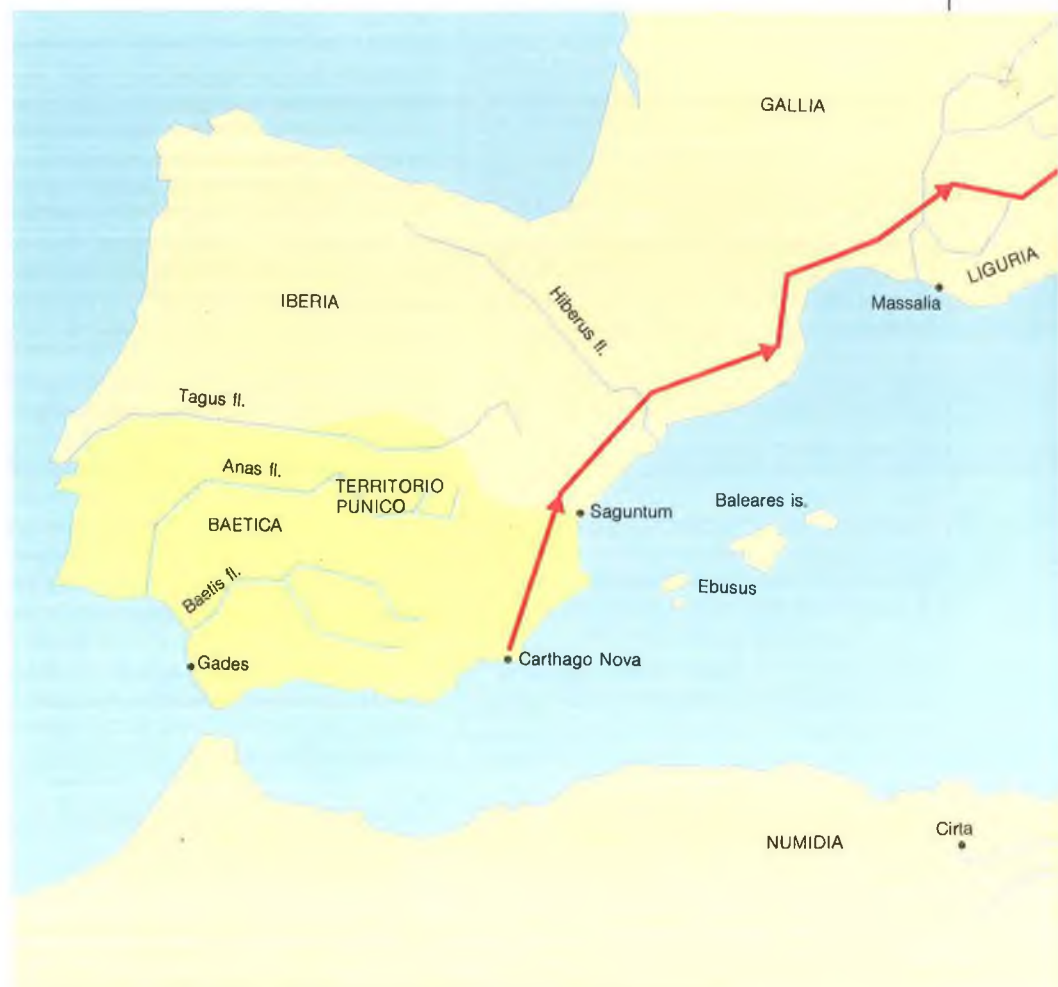 GALLIA
LIGURIA
Massalia
IBERIA
Hiberus fl.
Tagus fl.
Anas fl.
TERRITORIO
PUNICO
BAETICA
Saguntum
Baleares is.
Baetis fl.
Ebusus
Gades
Carthago Nova
NUMIDIA
Cirta